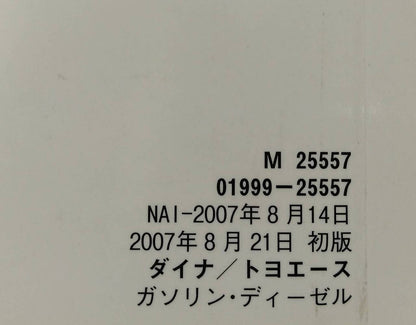 M 25557
01999−25557
NAI-2007年8月14日
2007年8月21日 初版
ダイナ／トヨエース
ガソリン・ディーゼル